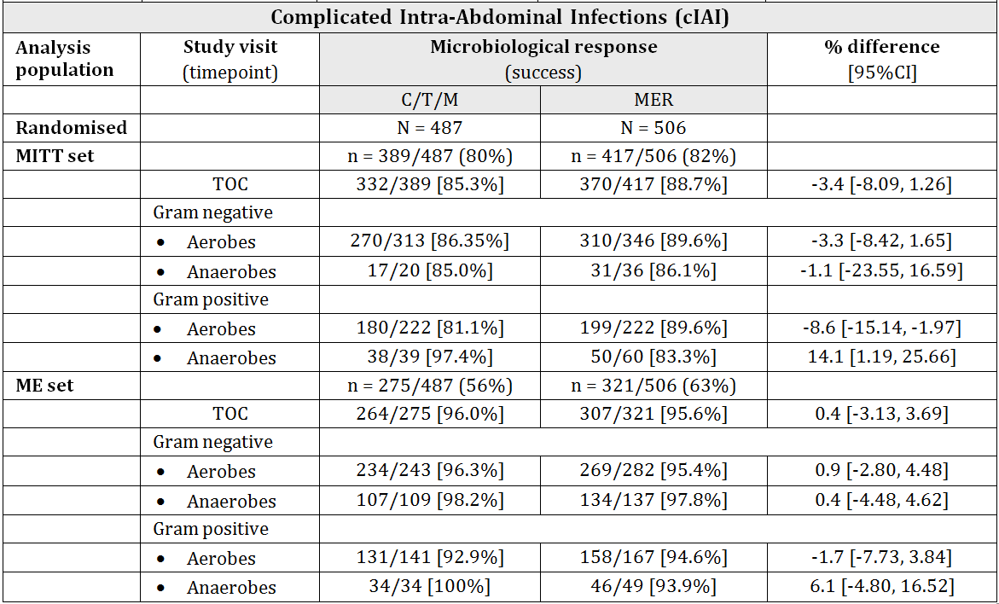 Complicated Intra-Abdominal Infections (cIAI)
Analysis population Study visit (timepoint) Microbiological response (success) % difference [95%CI]
C/T/M MER
Randomised N = 487 N = 506
MITT set n = 389/487 (80%) n = 417/506 (82%)
TOC 332/389 [85.3%] 370/417 [88.7%] -3.4 [-8.09, 1.26]
Gram negative
• Aerobes 270/313 [86.35%] 310/346 [89.6%] -3.3 [-8.42, 1.65]
• Anaerobes 17/20 [85.0%] 31/36 [86.1%] -1.1 [-23.55, 16.59]
Gram positive
• Aerobes 180/222 [81.1%] 199/222 [89.6%] -8.6 [-15.14, -1.97]
• Anaerobes 38/39 [97.4%] 50/60 [83.3%] 14.1 [1.19, 25.66]
ME set n = 275/487 (56%) n = 321/506 (63%)
TOC 264/275 [96.0%] 307/321 [95.6%] 0.4 [-3.13, 3.69]
Gram negative
• Aerobes 234/243 [96.3%] 269/282 [95.4%] 0.9 [-2.80, 4.48]
• Anaerobes 107/109 [98.2%] 134/137 [97.8%] 0.4 [-4.48, 4.62]
Gram positive
• Aerobes 131/141 [92.9%] 158/167 [94.6%] -1.7 [-7.73, 3.84]
• Anaerobes 34/34 [100%] 46/49 [93.9%] 6.1 [-4.80, 16.52]